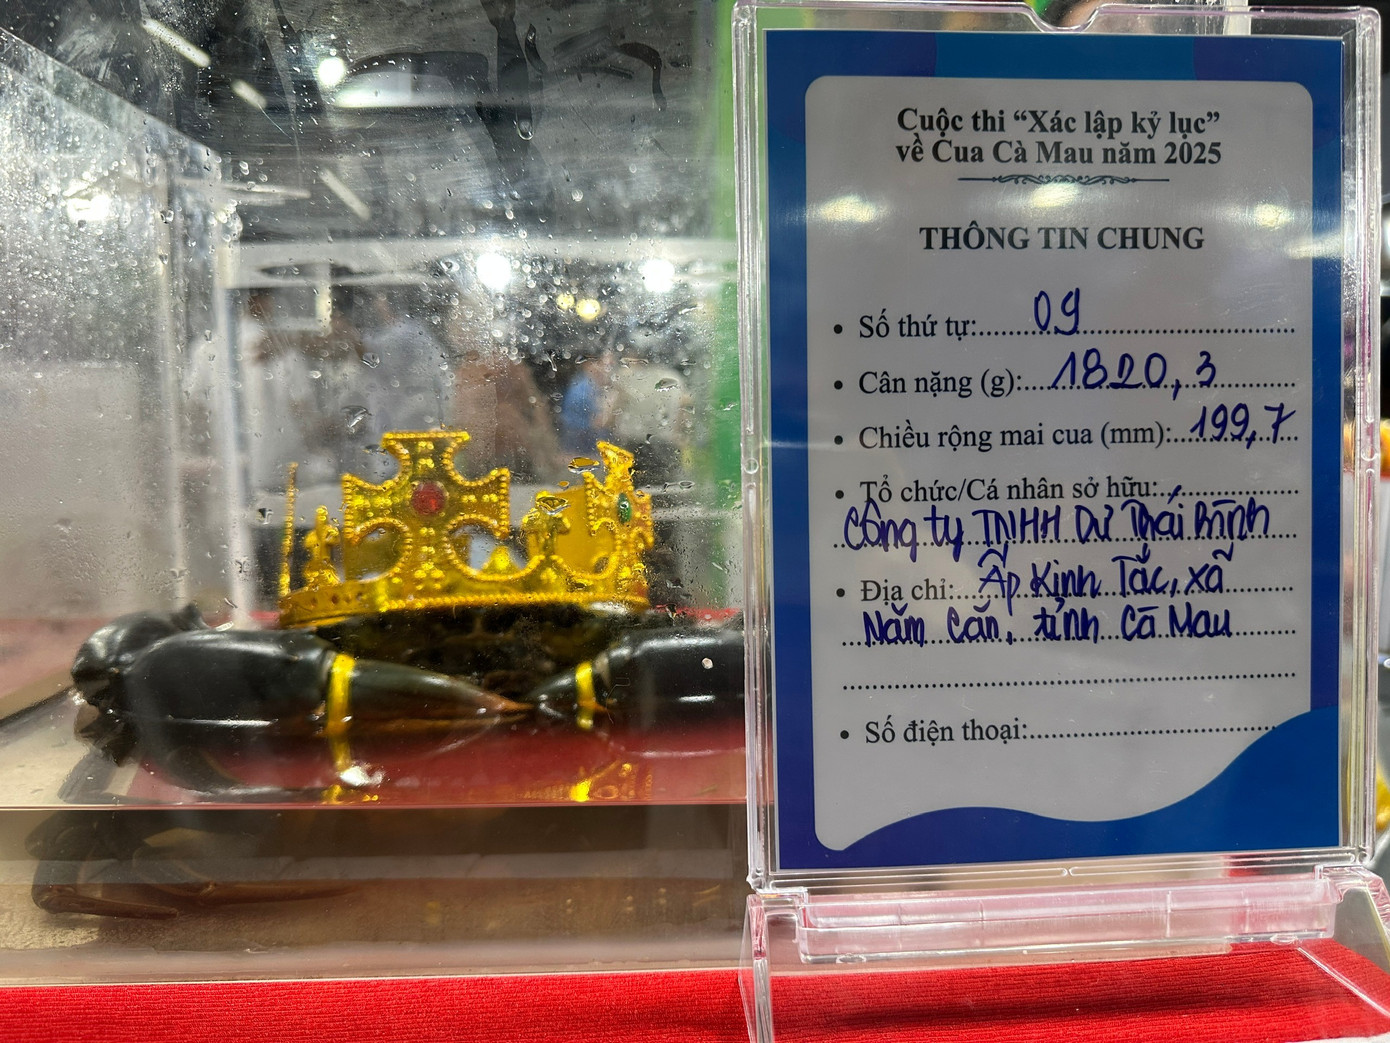 Cuộc thi “Xác lập kỷ lục”
về Cua Cà Mau năm 2025
THÔNG TIN CHUNG
• Số thứ tự:......09..............................
• Cân nặng (g):....1820,3............
• Chiều rộng mai cua (mm):..199,7
• Tổ chức/Cá nhân sở hữu:....................
Công ty TNHH Dư Thái Bình
• Địa chỉ:....Ấp Kinh Tắc, xã
Năm Căn, tỉnh Cà Mau
• Số điện thoại:....................................